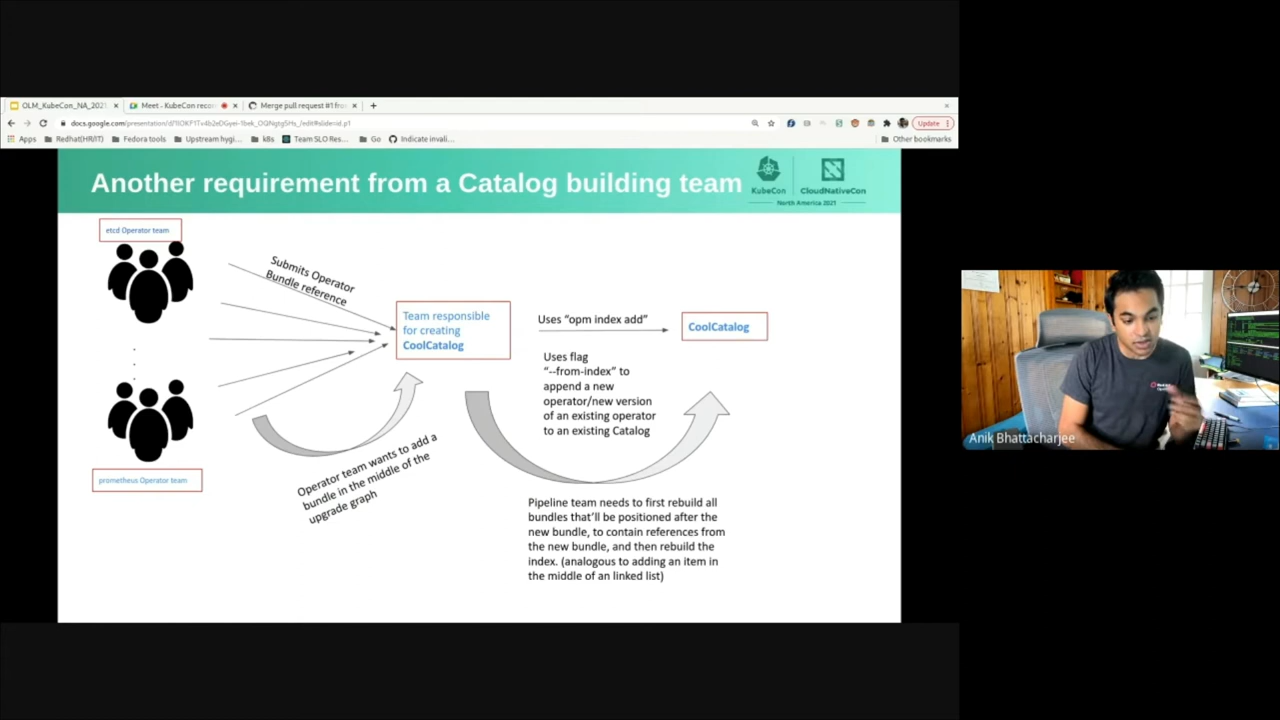 OLM_KubeCon_NA_2021
Meet - KubeCon reco
Merge pull request #1
Apps
Redhat(HR/IT)
Fedora tools
Upstream hygi...
k8s
Team SLO Res...
Go
Indicate invali...
Update
Other bookmarks
Another requirement from a Catalog building team
KubeCon
CloudNativeCon
North America 2021
etcd Operator team
Submits Operator
Bundle reference
Team responsible
for creating
CoolCatalog
Uses “opm index add”
CoolCatalog
Uses flag
“--from-index” to
append a new
operator/new version
of an existing operator
to an existing Catalog
Operator team wants to add a
bundle in the middle of the
upgrade graph
prometheus Operator team
Pipeline team needs to first rebuild all
bundles that’ll be positioned after the
new bundle, to contain references from
the new bundle, and then rebuild the
index. (analogous to adding an item in
the middle of an linked list)
Anik Bhattacharjee